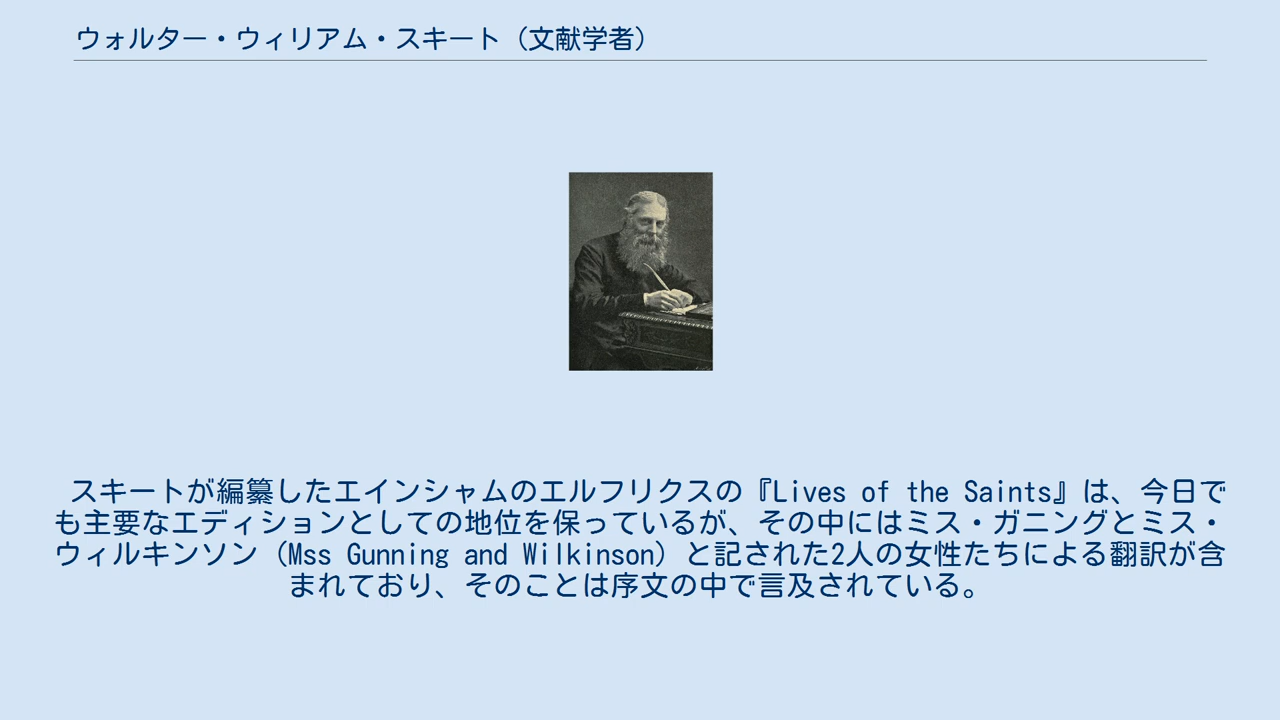 ウォルター・ウィリアム・スキート（文献学者）
スキートが編纂したエインシャムのエルフリクスの『Lives of the Saints』は、今日で
も主要なエディションとしての地位を保っているが、その中にはミス・ガニングとミス・
ウィルキンソン（Mss Gunning and Wilkinson）と記された2人の女性たちによる翻訳が含
まれており、そのことは序文の中で言及されている。